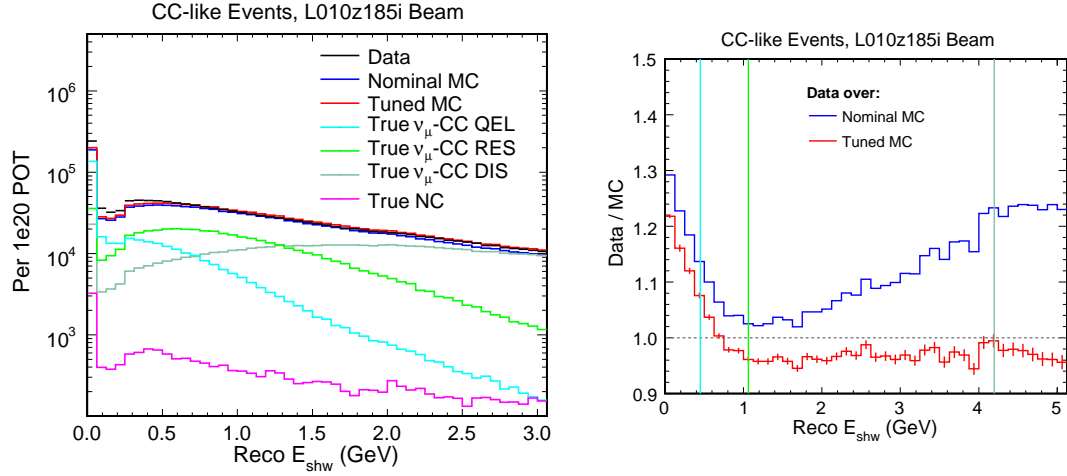 CC-like Events, L010z185i Beam
Per 1e20 POT
10^6
10^5
10^4
10^3
Data
Nominal MC
Tuned MC
True ν_μ-CC QEL
True ν_μ-CC RES
True ν_μ-CC DIS
True NC
0.0 0.5 1.0 1.5 2.0 2.5 3.0
Reco E_shw (GeV)
CC-like Events, L010z185i Beam
Data / MC
1.5
1.4
1.3
1.2
1.1
1.0
0.9
Data over:
Nominal MC
Tuned MC
0 1 2 3 4 5
Reco E_shw (GeV)